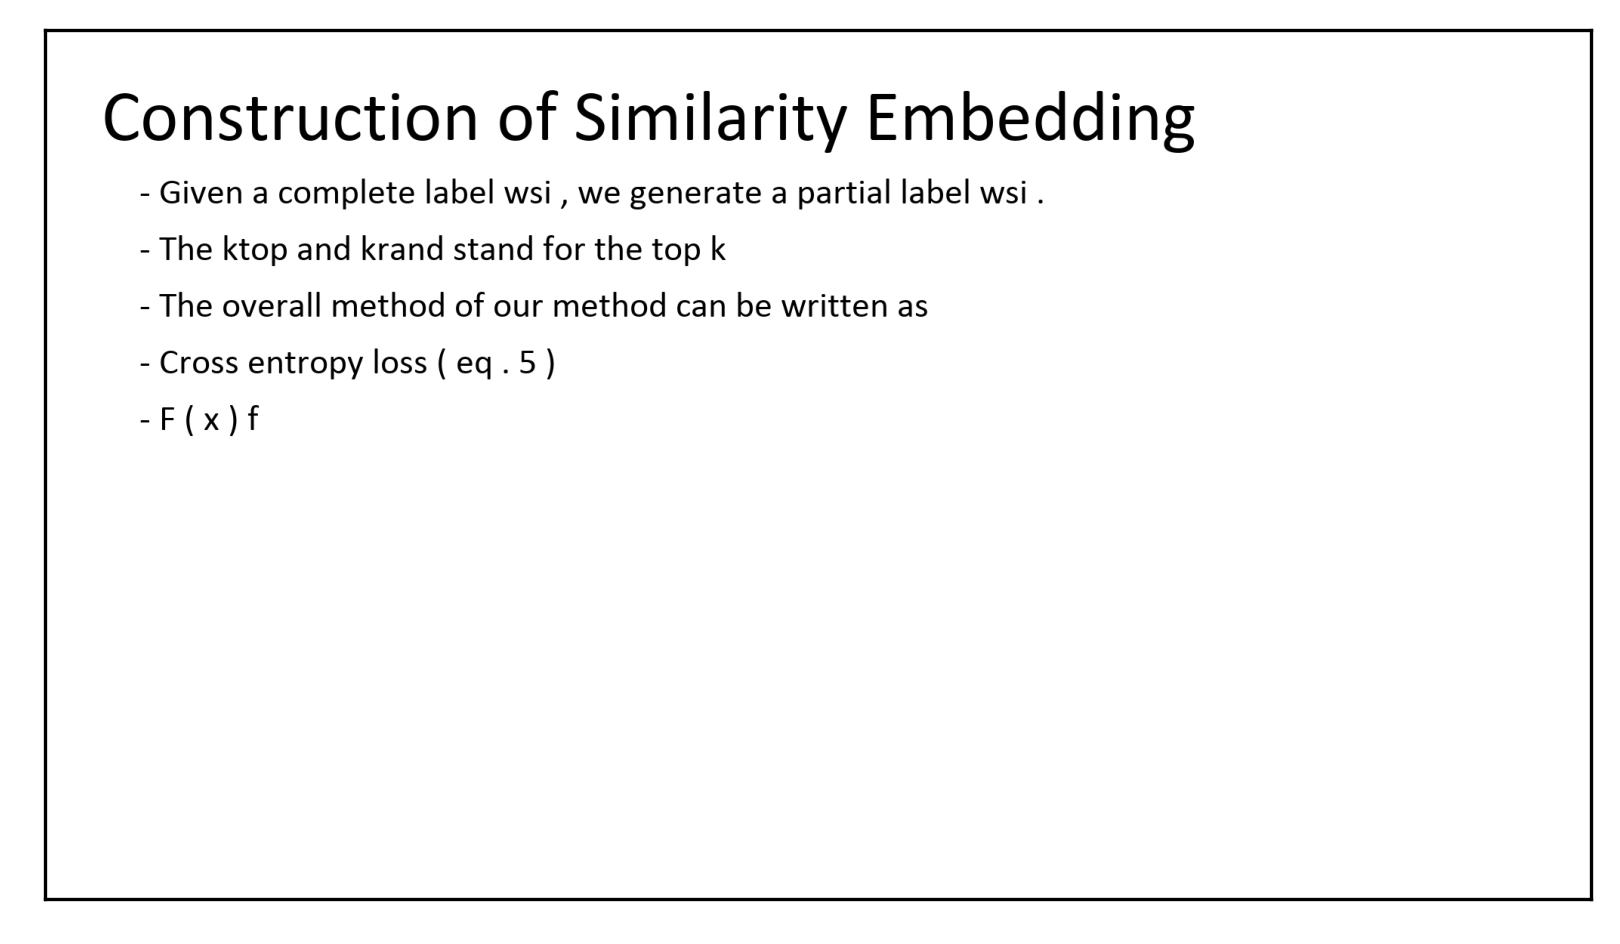 Construction of Similarity Embedding
- Given a complete label wsi , we generate a partial label wsi .
- The ktop and krand stand for the top k
- The overall method of our method can be written as
- Cross entropy loss ( eq . 5 )
- F ( x ) f